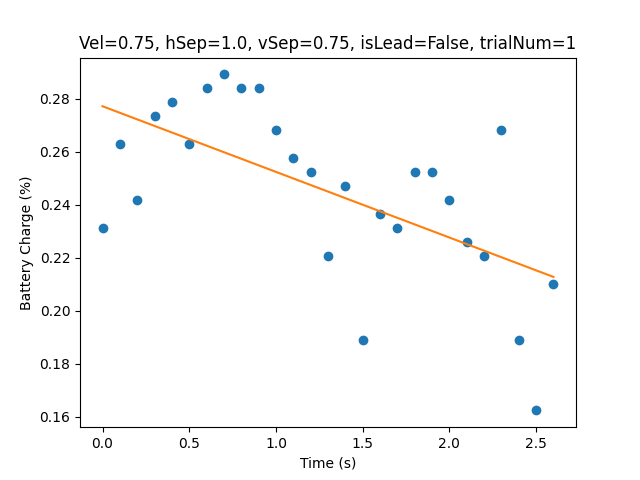 Vel=0.75, hSep=1.0, vSep=0.75, isLead=False, trialNum=1
Battery Charge (%)
0.28
0.26
0.24
0.22
0.20
0.18
0.16
0.0 0.5 1.0 1.5 2.0 2.5
Time (s)